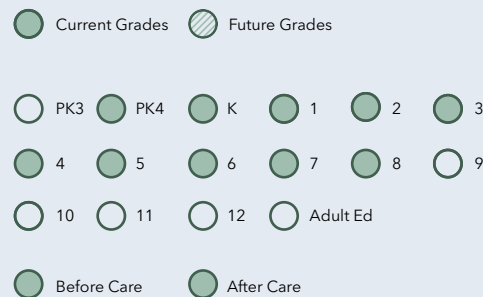 Current Grades Future Grades
PK3 PK4 K 1 2 3
4 5 6 7 8 9
10 11 12 Adult Ed
Before Care After Care